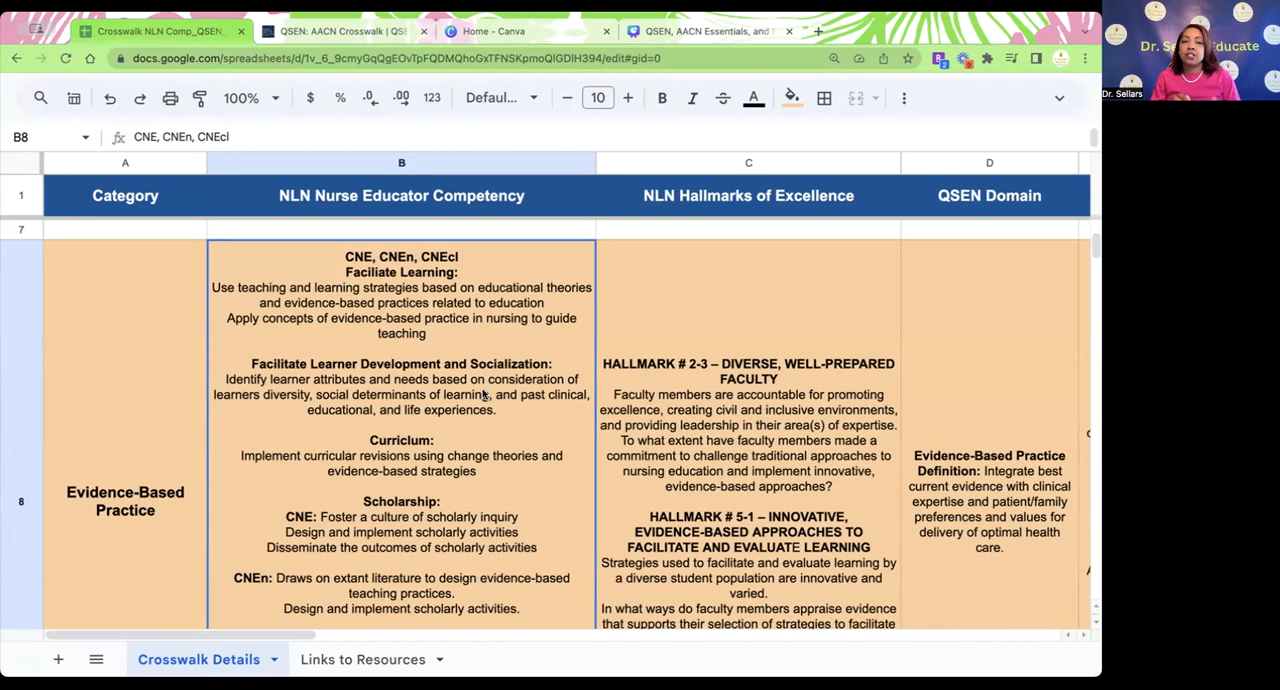 Crosswalk NLN Comp_QSEN_
QSEN: AACN Crosswalk | QSE
Home - Canva
QSEN, AACN Essentials, and
docs.google.com/spreadsheets/d/1v_6_9cmyGqQgEOvTpFQDMQhoGxTFNSKpmoQIGDIH394/edit#gid=0
Dr. Se Educate
Dr. Sellars
100%
$ % .0 .00 123
Defaul...
10
B I A
B8
fx CNE, CNEn, CNEcl
A B C D
1
Category
NLN Nurse Educator Competency
NLN Hallmarks of Excellence
QSEN Domain
7
8
Evidence-Based
Practice
CNE, CNEn, CNEcl
Faciliate Learning:
Use teaching and learning strategies based on educational theories
and evidence-based practices related to education
Apply concepts of evidence-based practice in nursing to guide
teaching
Facilitate Learner Development and Socialization:
Identify learner attributes and needs based on consideration of
learners diversity, social determinants of learning, and past clinical,
educational, and life experiences.
Curriclum:
Implement curricular revisions using change theories and
evidence-based strategies
Scholarship:
CNE: Foster a culture of scholarly inquiry
Design and implement scholarly activities
Disseminate the outcomes of scholarly activities
CNEn: Draws on extant literature to design evidence-based
teaching practices.
Design and implement scholarly activities.
HALLMARK # 2-3 – DIVERSE, WELL-PREPARED
FACULTY
Faculty members are accountable for promoting
excellence, creating civil and inclusive environments,
and providing leadership in their area(s) of expertise.
To what extent have faculty members made a
commitment to challenge traditional approaches to
nursing education and implement innovative,
evidence-based approaches?
HALLMARK # 5-1 – INNOVATIVE,
EVIDENCE-BASED APPROACHES TO
FACILITATE AND EVALUATE LEARNING
Strategies used to facilitate and evaluate learning by
a diverse student population are innovative and
varied.
In what ways do faculty members appraise evidence
that supports their selection of strategies to facilitate
Evidence-Based Practice
Definition: Integrate best
current evidence with clinical
expertise and patient/family
preferences and values for
delivery of optimal health
care.
Crosswalk Details
Links to Resources